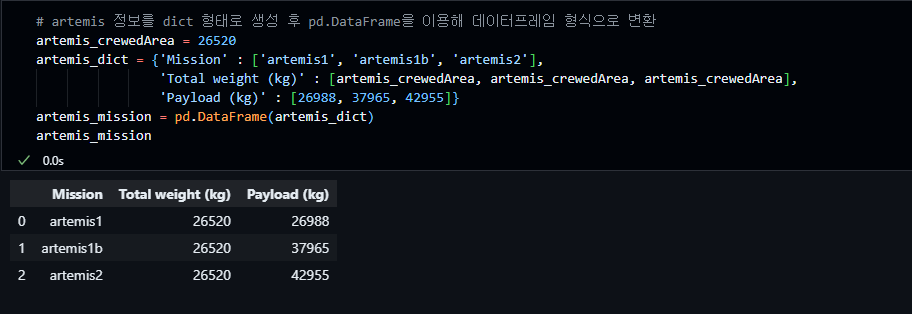 # artemis 정보를 dict 형태로 생성 후 pd.DataFrame을 이용해 데이터프레임 형식으로 변환
artemis_crewedArea = 26520
artemis_dict = {'Mission' : ['artemis1', 'artemis1b', 'artemis2'],
'Total weight (kg)' : [artemis_crewedArea, artemis_crewedArea, artemis_crewedArea],
'Payload (kg)' : [26988, 37965, 42955]}
artemis_mission = pd.DataFrame(artemis_dict)
artemis_mission
0.0s
Mission Total weight (kg) Payload (kg)
0 artemis1 26520 26988
1 artemis1b 26520 37965
2 artemis2 26520 42955